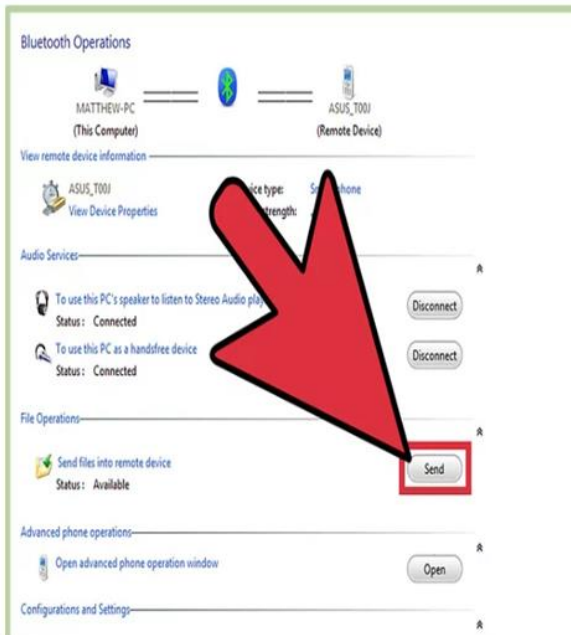 Bluetooth Operations
MATTHEW-PC
(This Computer)
ASUS_T00J
(Remote Device)
View remote device information
ASUS_T00J
View Device Properties
ice type:
trength:
Audio Services
To use this PC's speaker to listen to Stereo Audio play
Status : Connected
Disconnect
To use this PC as a handsfree device
Status : Connected
Disconnect
File Operations
Send files into remote device
Status : Available
Send
Advanced phone operations
Open advanced phone operation window
Open
Configurations and Settings